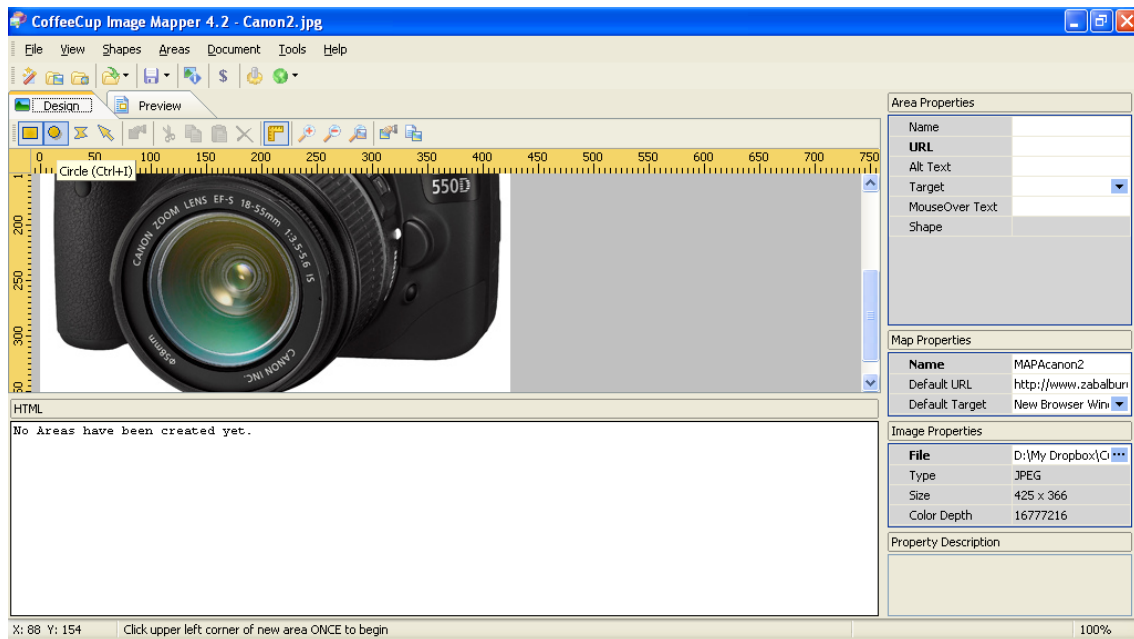 CoffeeCup Image Mapper 4.2 - Canon2.jpg
File View Shapes Areas Document Tools Help
$
Design Preview
0 50 100 150 200 250 300 350 400 450 500 550 600 650 700 750
Circle (Ctrl+I)
200
250
300
550D
CANON ZOOM LENS EF-S 18-55mm 1:3.5-5.6 IS
CANON
ø58mm
CANON INC.
HTML
No Areas have been created yet.
Area Properties
Name
URL
Alt Text
Target
MouseOver Text
Shape
Map Properties
Name MAPAcanon2
Default URL http://www.zabalbur
Default Target New Browser Win
Image Properties
File D:\My Dropbox\C
Type JPEG
Size 425 x 366
Color Depth 16777216
Property Description
X: 88 Y: 154 Click upper left corner of new area ONCE to begin 100%